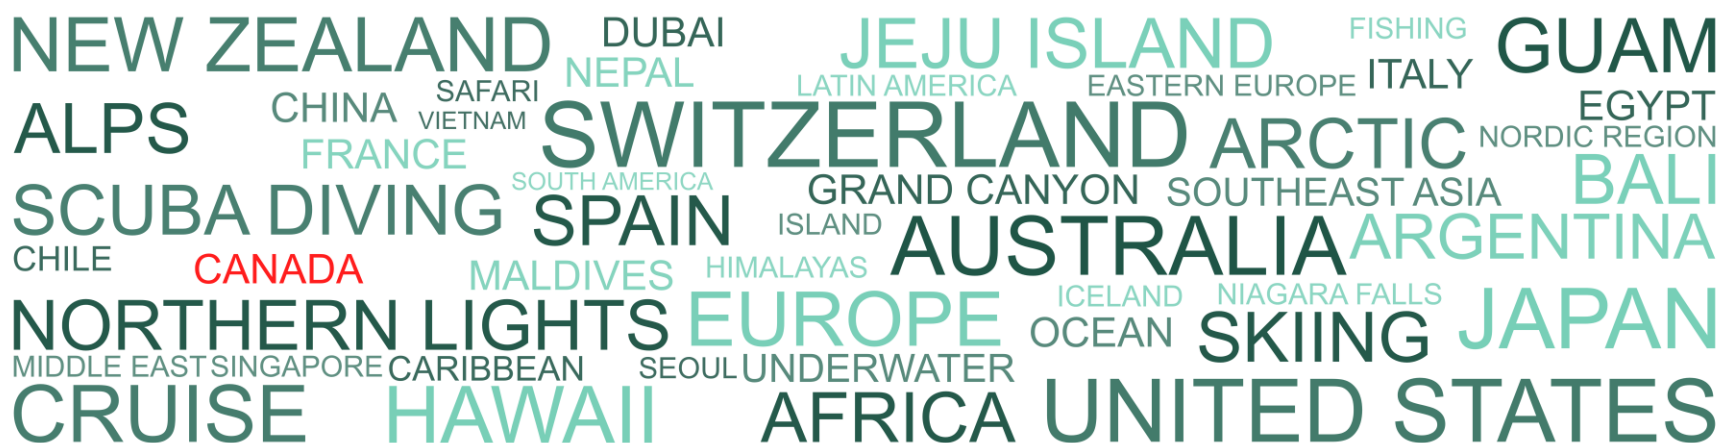 NEW ZEALAND DUBAI JEJU ISLAND FISHING GUAM
NEPAL LATIN AMERICA EASTERN EUROPE ITALY
ALPS CHINA SAFARI VIETNAM SWITZERLAND ARCTIC EGYPT
FRANCE NORDIC REGION
SCUBA DIVING SOUTH AMERICA SPAIN GRAND CANYON SOUTHEAST ASIA BALI
ISLAND AUSTRALIA ARGENTINA
CHILE CANADA MALDIVES HIMALAYAS
NORTHERN LIGHTS EUROPE ICELAND NIAGARA FALLS JAPAN
OCEAN SKIING
MIDDLE EAST SINGAPORE CARIBBEAN SEOUL UNDERWATER
CRUISE HAWAII AFRICA UNITED STATES